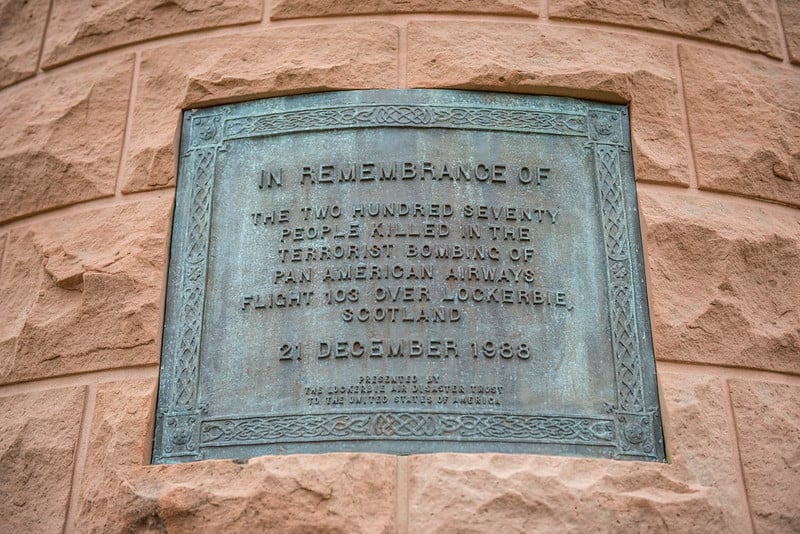 IN REMEMBRANCE OF
THE TWO HUNDRED SEVENTY
PEOPLE KILLED IN THE
TERRORIST BOMBING OF
PAN AMERICAN AIRWAYS
FLIGHT 103 OVER LOCKERBIE,
SCOTLAND
21 DECEMBER 1988
PRESENTED BY
THE LOCKERBIE AIR DISASTER TRUST
TO THE UNITED STATES OF AMERICA